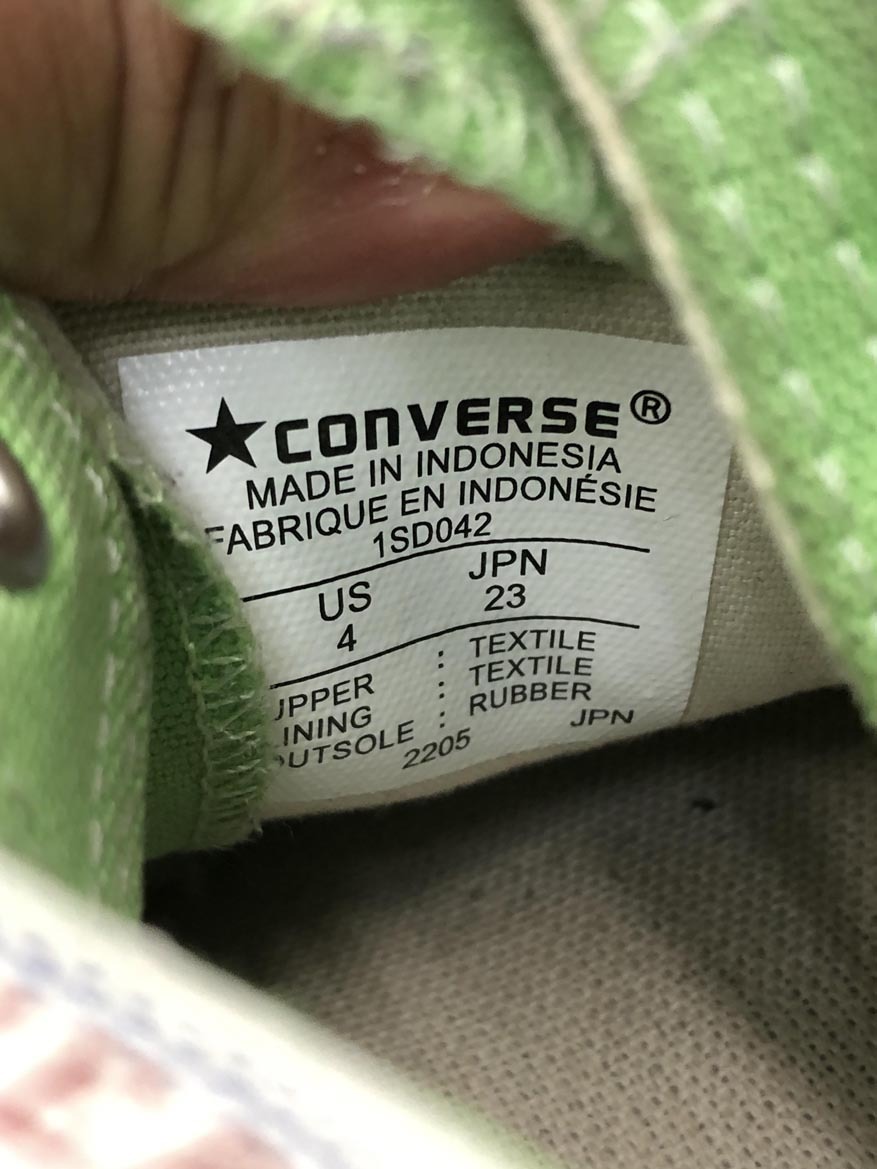 ★CONVERSE®
MADE IN INDONESIA
FABRIQUE EN INDONÉSIE
1SD042
US JPN
4 23
UPPER : TEXTILE
LINING : TEXTILE
OUTSOLE : RUBBER
2205 JPN